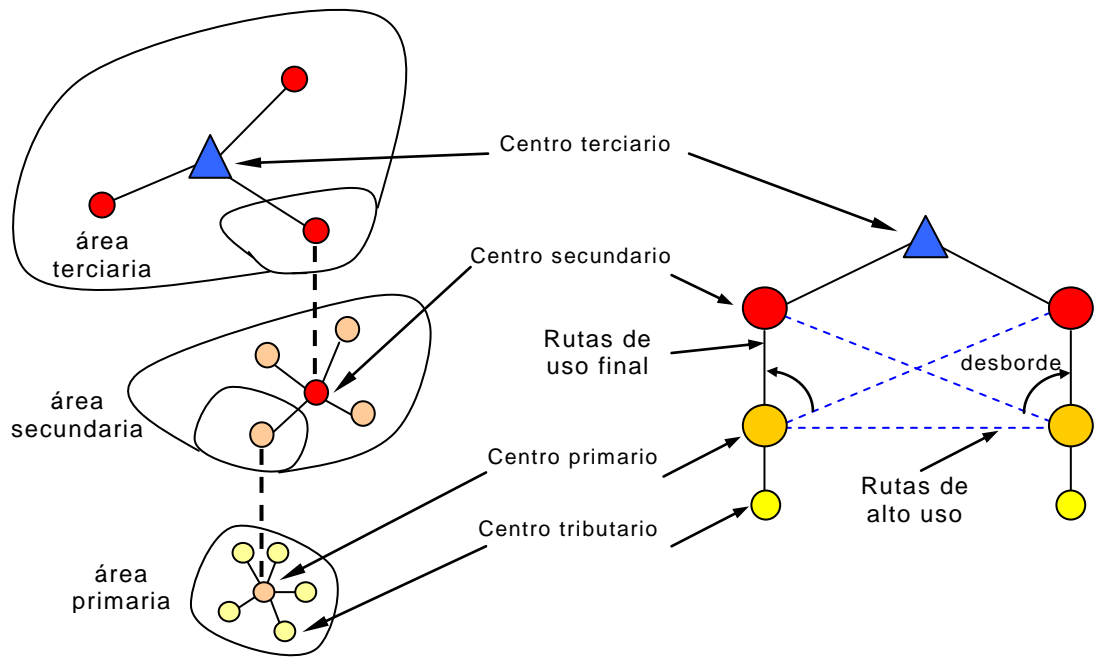 Centro terciario
área
terciaria
Centro secundario
Rutas de
uso final
desborde
área
secundaria
Centro primario
Rutas de
alto uso
Centro tributario
área
primaria